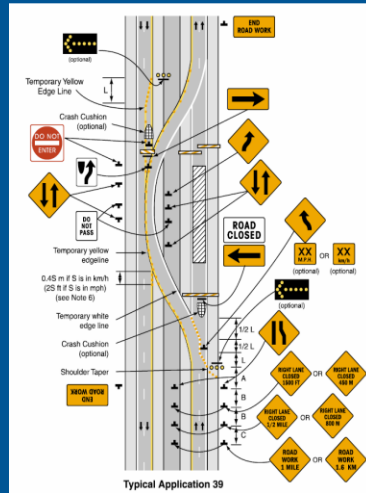 END
ROAD WORK
(optional)
Temporary Yellow
Edge Line
L
Crash Cushion
(optional)
DO NOT
ENTER
DO
NOT
PASS
ROAD
CLOSED
XX
M.P.H
OR
XX
km/h
(optional)
(optional)
Temporary yellow
edgeline
0.4S m if S is in km/h
(2S ft if S is in mph)
(see Note 6)
(optional)
Temporary white
edge line
1/2 L
1/2 L
Crash Cushion
(optional)
L
Shoulder Taper
A
END
ROAD WORK
RIGHT LANE
CLOSED
1500 FT
OR
RIGHT LANE
CLOSED
450 M
B
B
RIGHT LANE
CLOSED
1/2 MILE
OR
RIGHT LANE
CLOSED
800 M
C
ROAD
WORK
1 MILE
OR
ROAD
WORK
1.6 KM
Typical Application 39